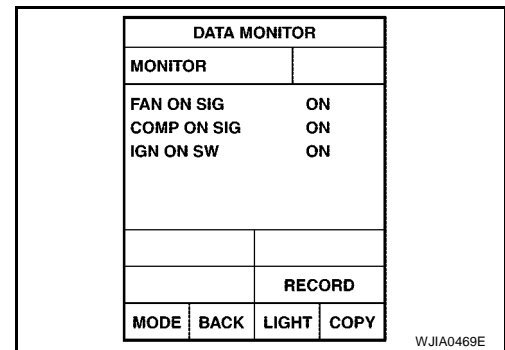 DATA MONITOR
MONITOR
FAN ON SIG ON
COMP ON SIG ON
IGN ON SW ON
RECORD
MODE BACK LIGHT COPY
WJIA0469E